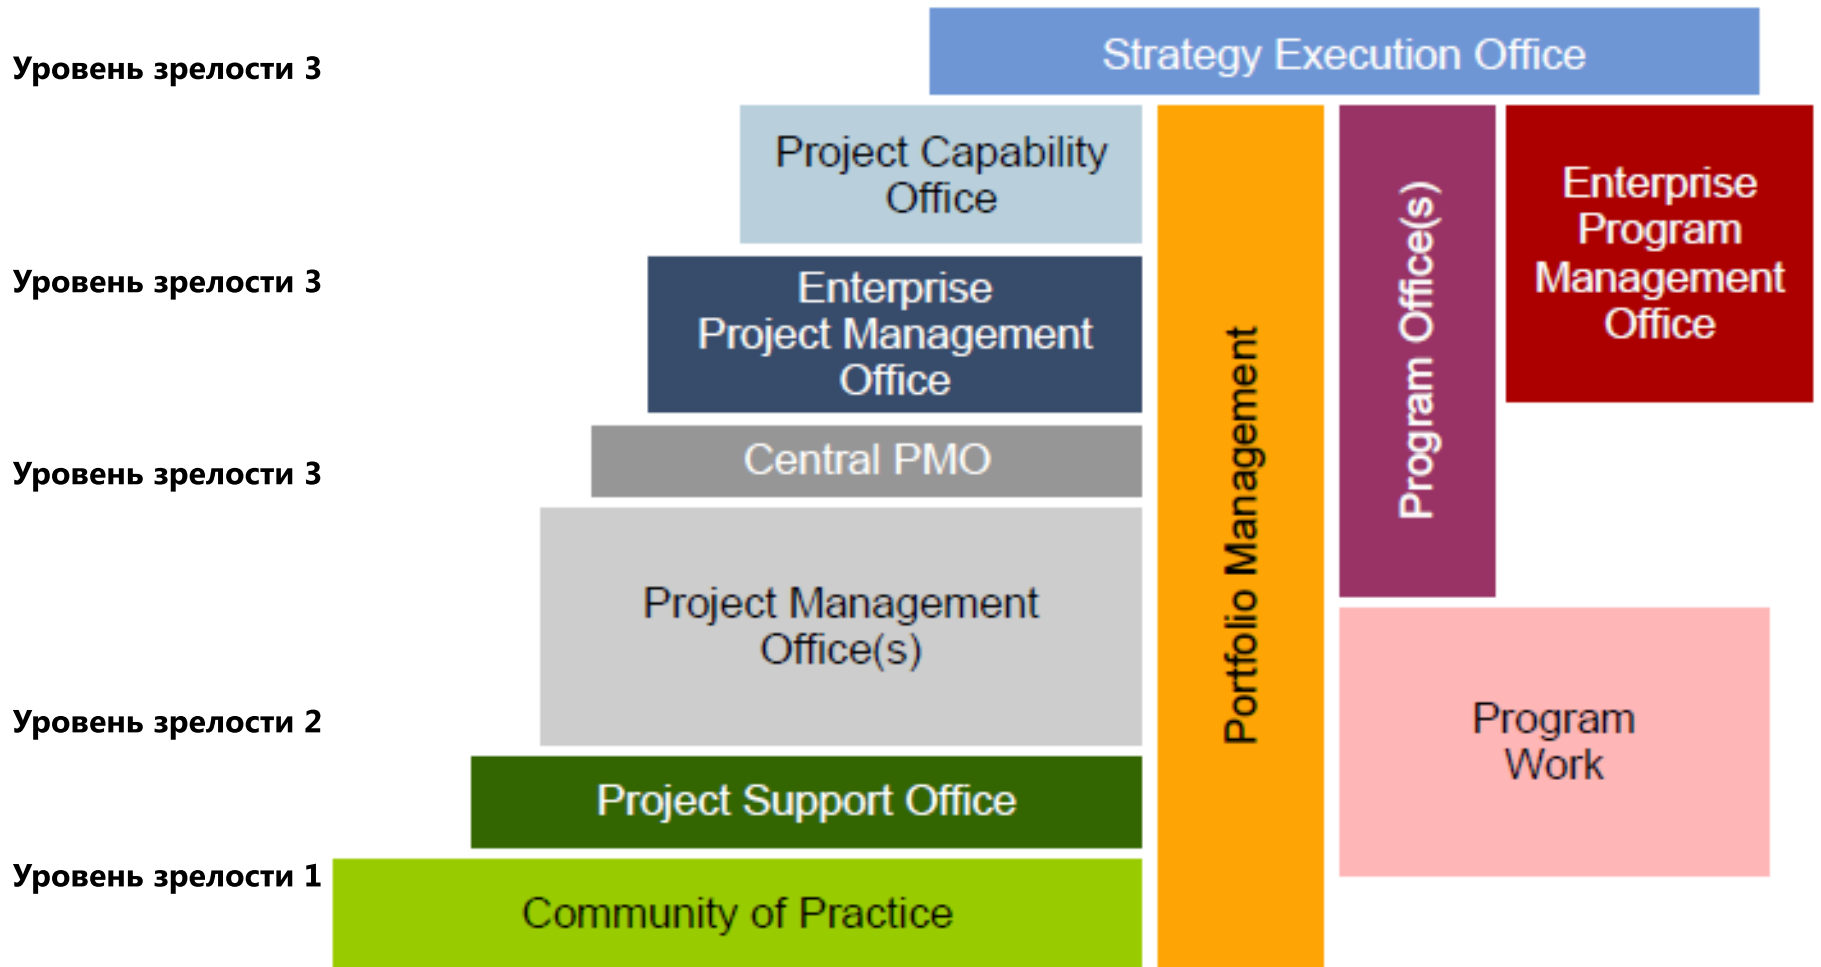 Уровень зрелости 3
Strategy Execution Office
Project Capability
Office
Уровень зрелости 3
Enterprise
Project Management
Office
Уровень зрелости 3
Central PMO
Project Management
Office(s)
Уровень зрелости 2
Project Support Office
Уровень зрелости 1
Community of Practice
Portfolio Management
Program Office(s)
Enterprise
Program
Management
Office
Program
Work